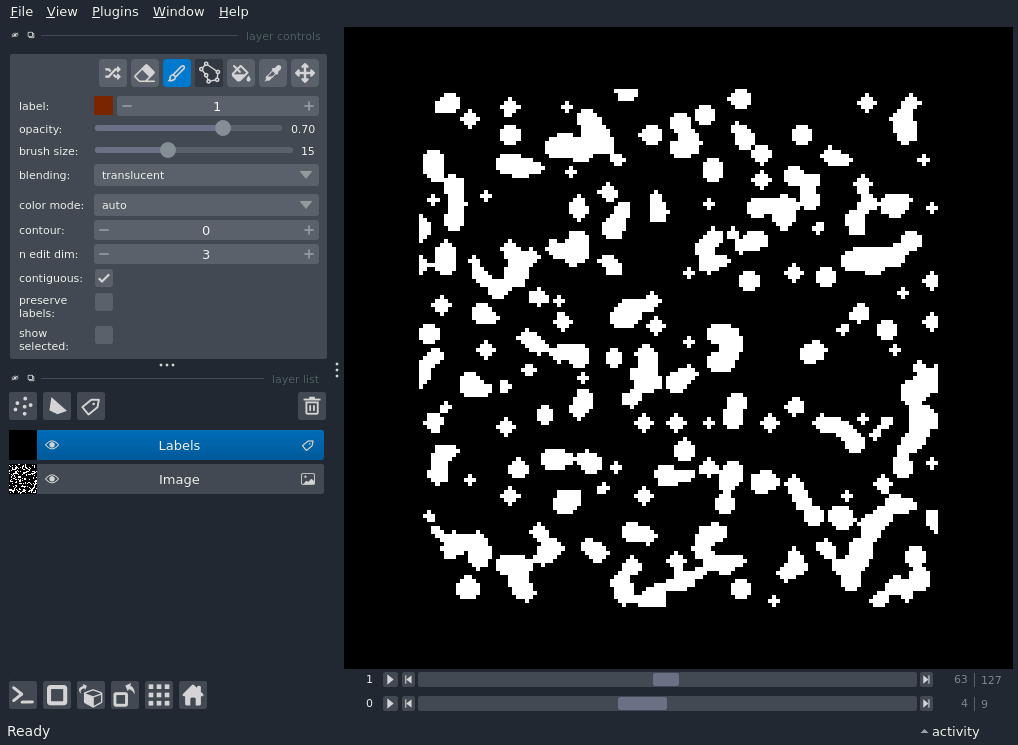 File View Plugins Window Help
layer controls
label: 1
opacity: 0.70
brush size: 15
blending: translucent
color mode: auto
contour: 0
n edit dim: 3
contiguous:
preserve
labels:
show
selected:
layer list
Labels
Image
1 63 127
0 4 9
Ready activity